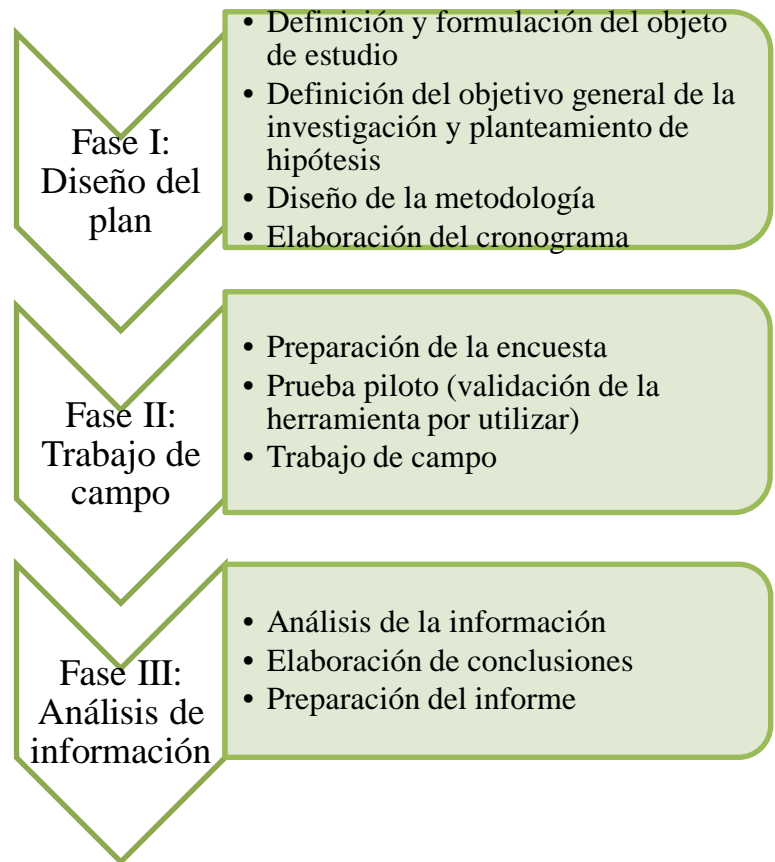 Fase I:
Diseño del
plan
• Definición y formulación del objeto
de estudio
• Definición del objetivo general de la
investigación y planteamiento de
hipótesis
• Diseño de la metodología
• Elaboración del cronograma
Fase II:
Trabajo de
campo
• Preparación de la encuesta
• Prueba piloto (validación de la
herramienta por utilizar)
• Trabajo de campo
Fase III:
Análisis de
información
• Análisis de la información
• Elaboración de conclusiones
• Preparación del informe